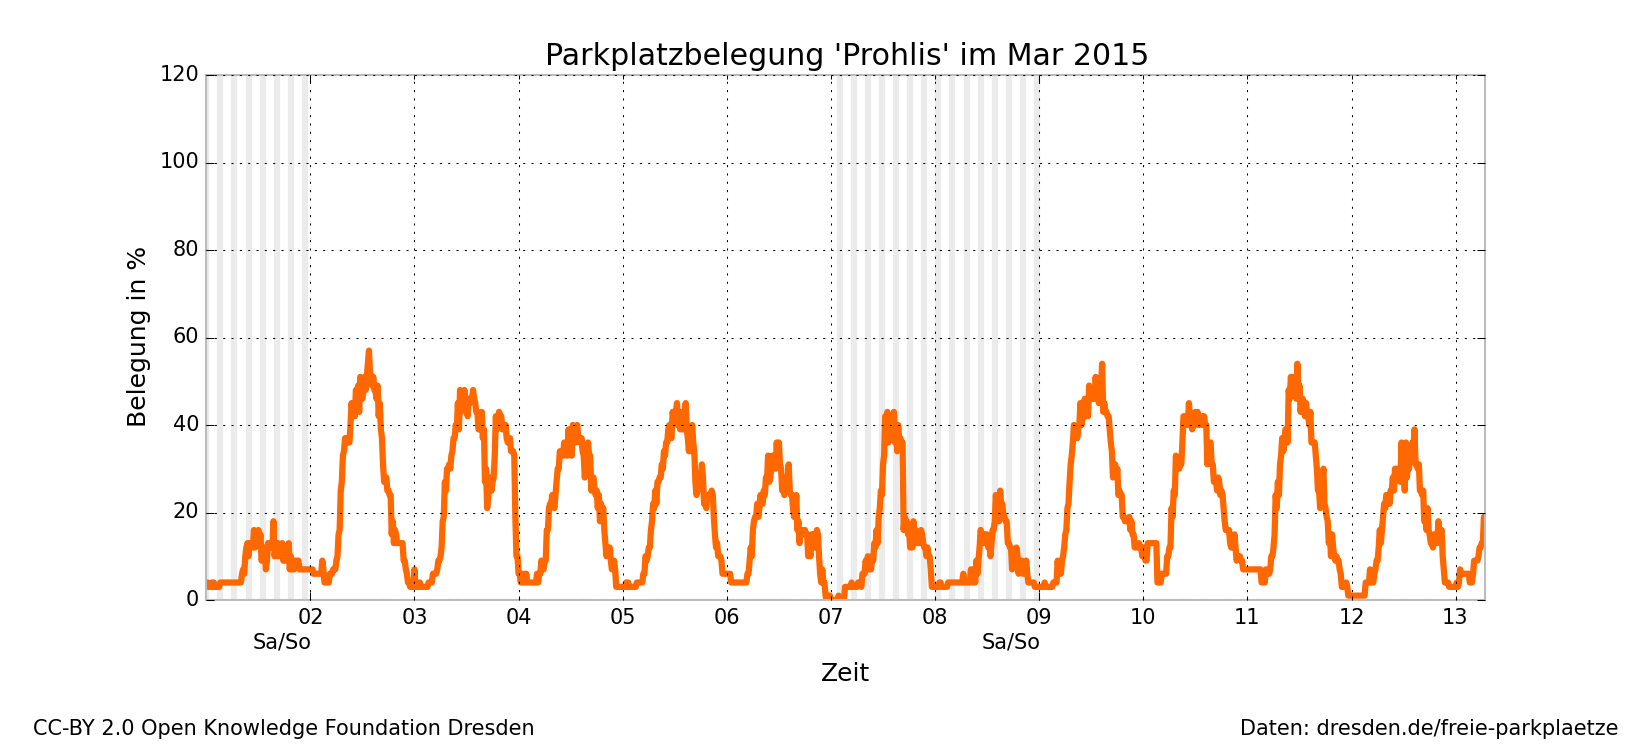 Parkplatzbelegung 'Prohlis' im Mar 2015
120
100
80
60
40
20
0
Belegung in %
02 03 04 05 06 07 08 09 10 11 12 13
Sa/So Sa/So
Zeit
CC-BY 2.0 Open Knowledge Foundation Dresden
Daten: dresden.de/freie-parkplaetze